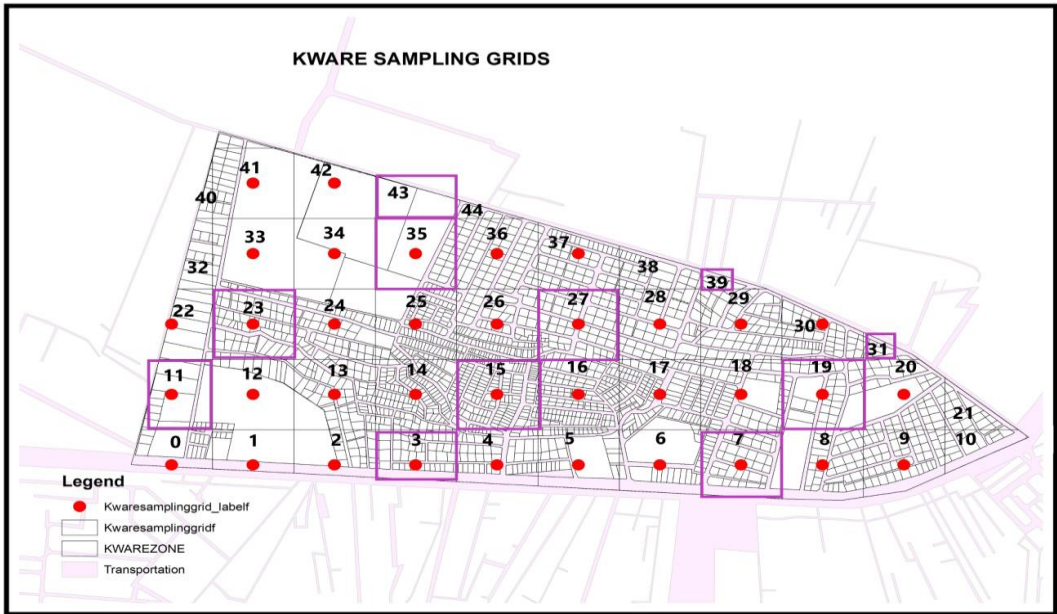 KWARE SAMPLING GRIDS
41 42 43
40 44
33 34 35 36 37
32 38 39
22 23 24 25 26 27 28 29 30
31
11 12 13 14 15 16 17 18 19 20
21
0 1 2 3 4 5 6 7 8 9 10
Legend
Kwaresamplinggrid_labelf
Kwaresamplinggridf
KWAREZONE
Transportation